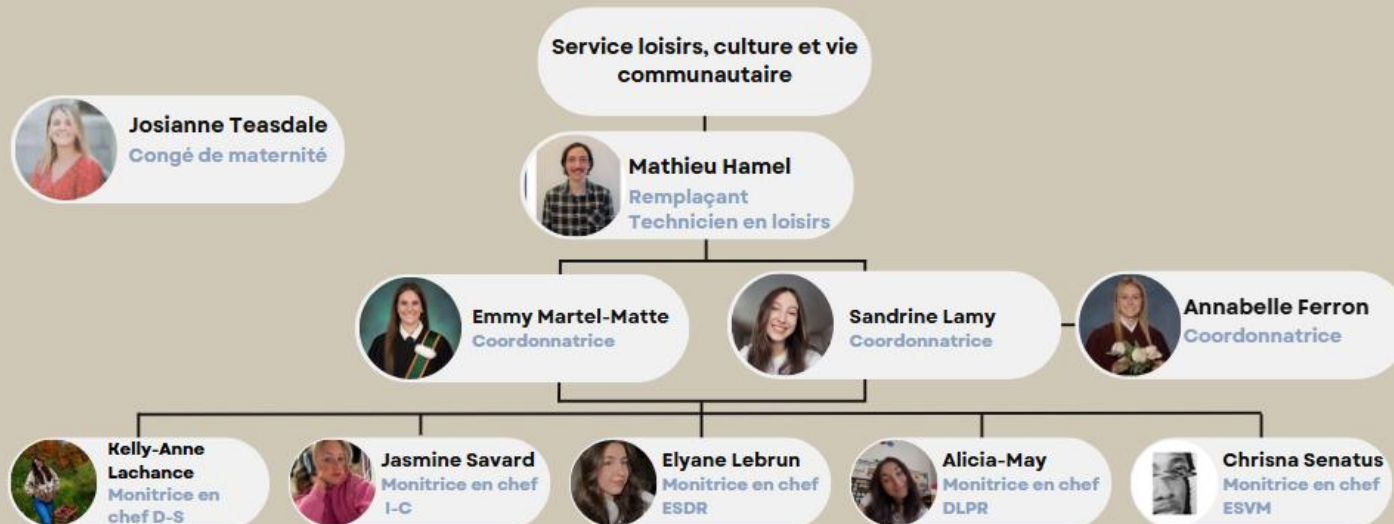 Service loisirs, culture et vie
communautaire
Josianne Teasdale
Congé de maternité
Mathieu Hamel
Remplaçant
Technicien en loisirs
Emmy Martel-Matte
Coordonnatrice
Sandrine Lamy
Coordonnatrice
Annabelle Ferron
Coordonnatrice
Kelly-Anne
Lachance
Monitrice en
chef D-S
Jasmine Savard
Monitrice en chef
I-C
Elyane Lebrun
Monitrice en chef
ESDR
Alicia-May
Monitrice en chef
DLPR
Chrisna Senatus
Monitrice en chef
ESVM